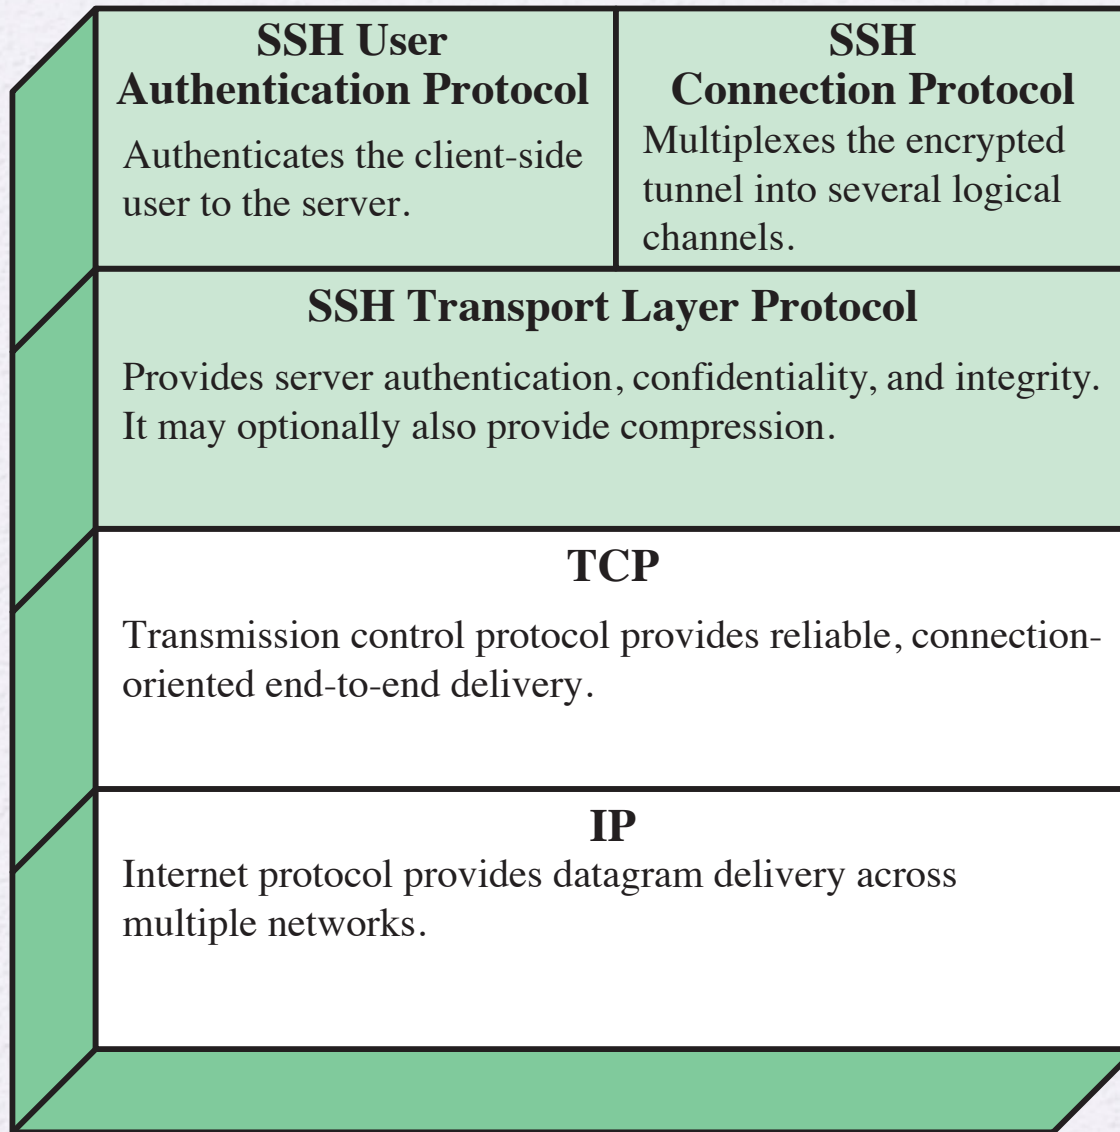 SSH User
Authentication Protocol
Authenticates the client-side
user to the server.
SSH
Connection Protocol
Multiplexes the encrypted
tunnel into several logical
channels.
SSH Transport Layer Protocol
Provides server authentication, confidentiality, and integrity.
It may optionally also provide compression.
TCP
Transmission control protocol provides reliable, connection-
oriented end-to-end delivery.
IP
Internet protocol provides datagram delivery across
multiple networks.